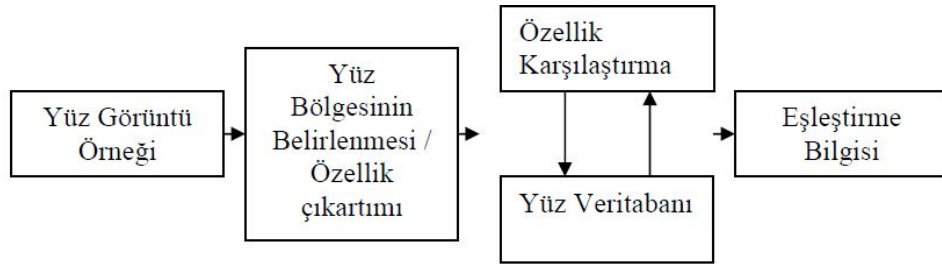 Yüz Görüntü
Örneği
Yüz
Bölgesinin
Belirlenmesi /
Özellik
çıkartımı
Özellik
Karşılaştırma
Yüz Veritabanı
Eşleştirme
Bilgisi